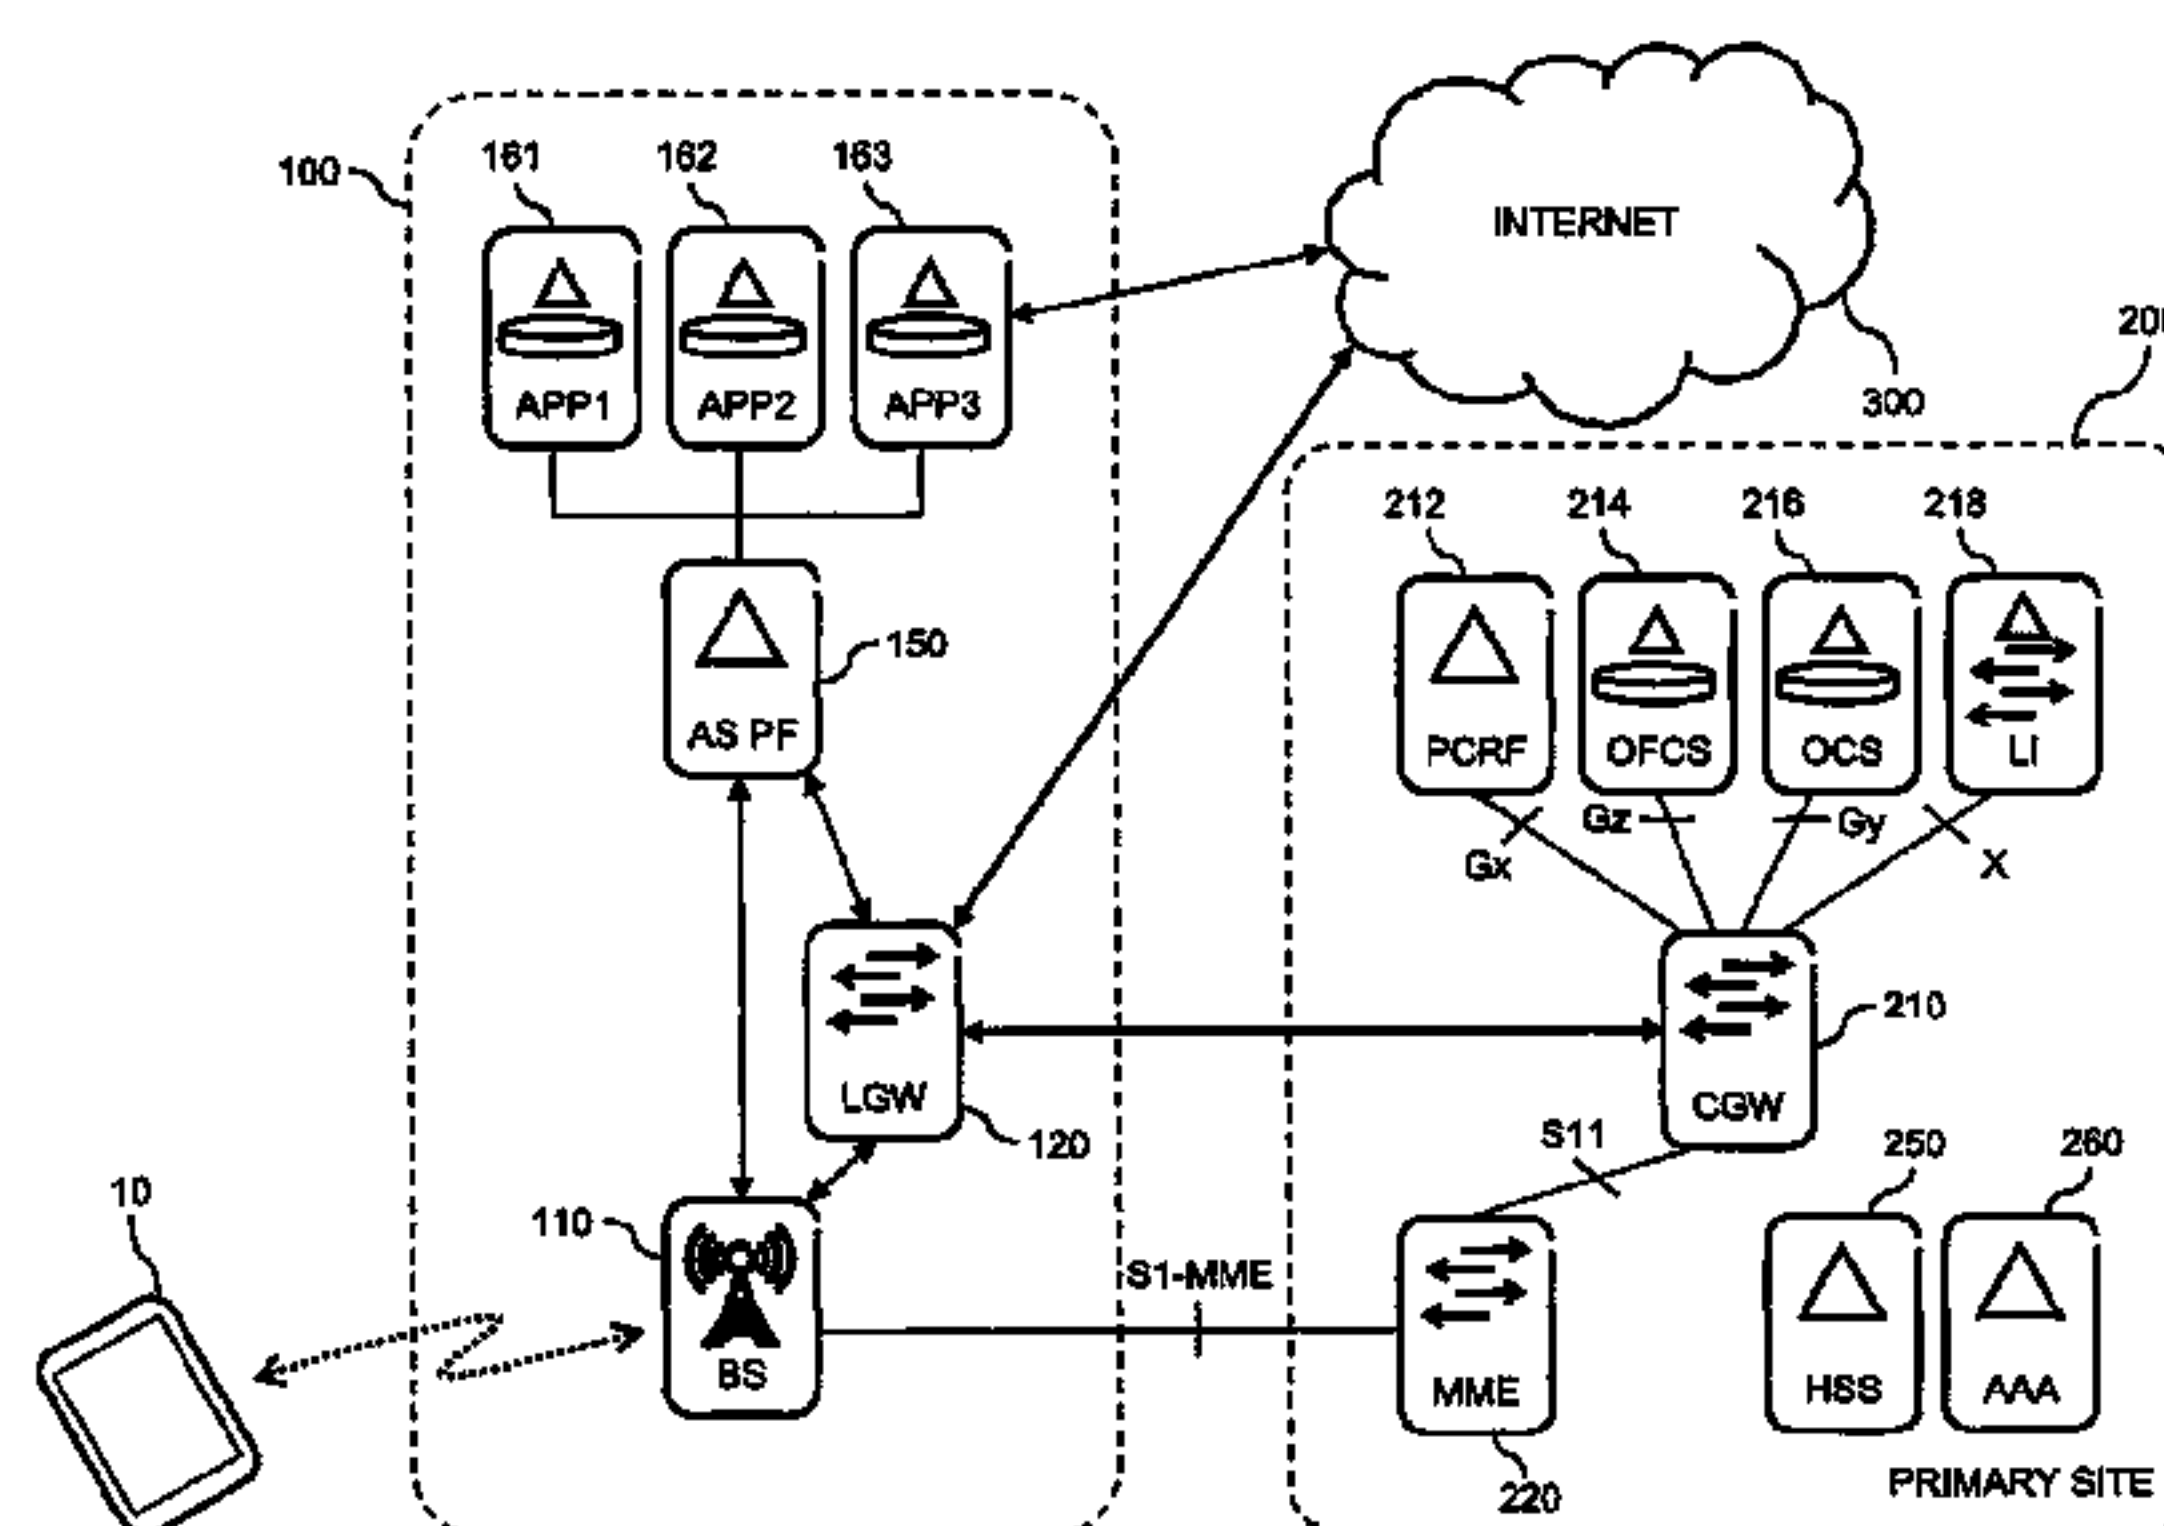 161 162 163
100
INTERNET
APP1 APP2 APP3
300
212 214 216 218
150
AS PF
PCRF OFCS OCS LI
Gz Gy
Gx X
210
LGW
CGW
120
S11
250 260
10
110
S1-MME
BS
MME HSS AAA
PRIMARY SITE
220